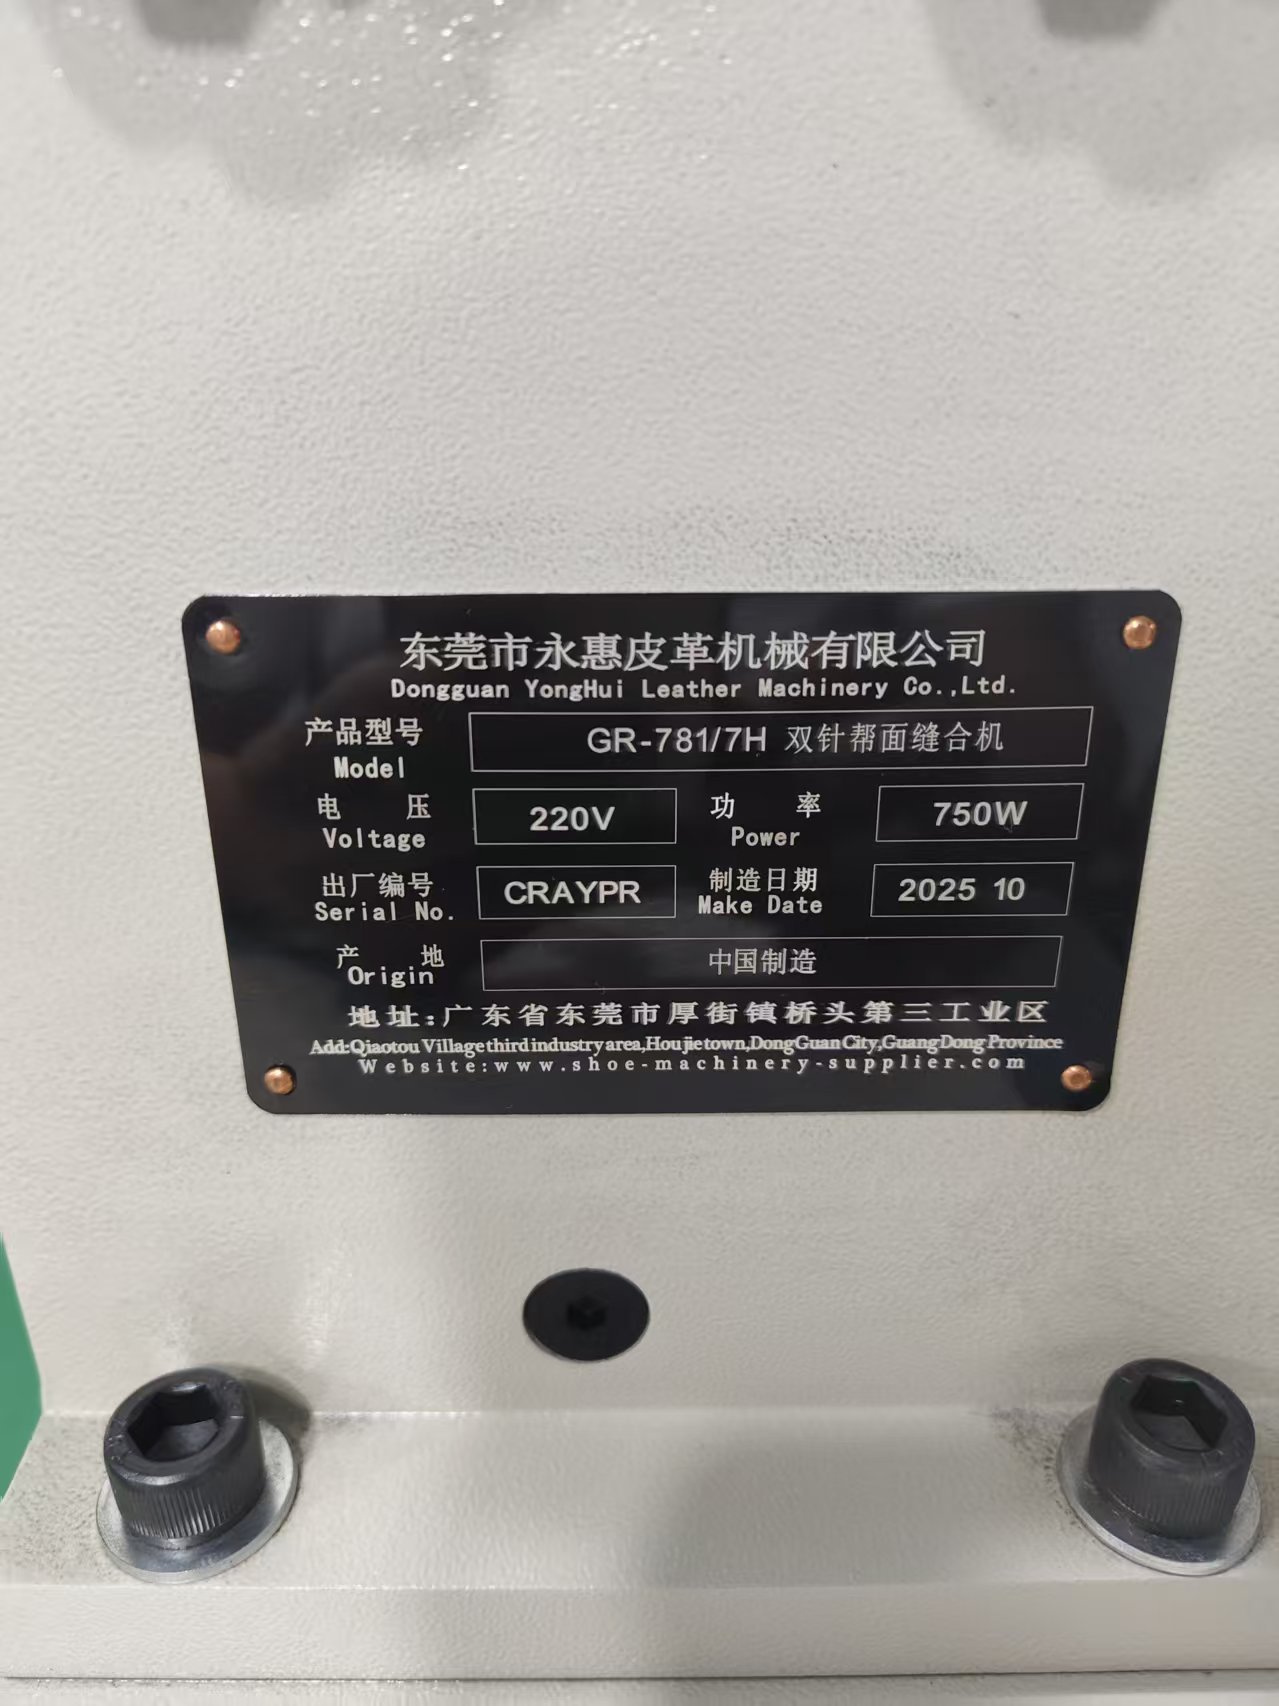 东莞市永惠皮革机械有限公司
Dongguan YongHui Leather Machinery Co.,Ltd.
产品型号 GR-781/7H 双针帮面缝合机
Model
电 压 220V 功 率 750W
Voltage Power
出厂编号 CRAYPR 制造日期 2025 10
Serial No. Make Date
产 地 中国制造
Origin
地址:广东省东莞市厚街镇桥头第三工业区
Add:Qiaotou Village third industry area,Houjie town,DongGuan City,GuangDong Province
Website:www.shoe-machinery-supplier.com